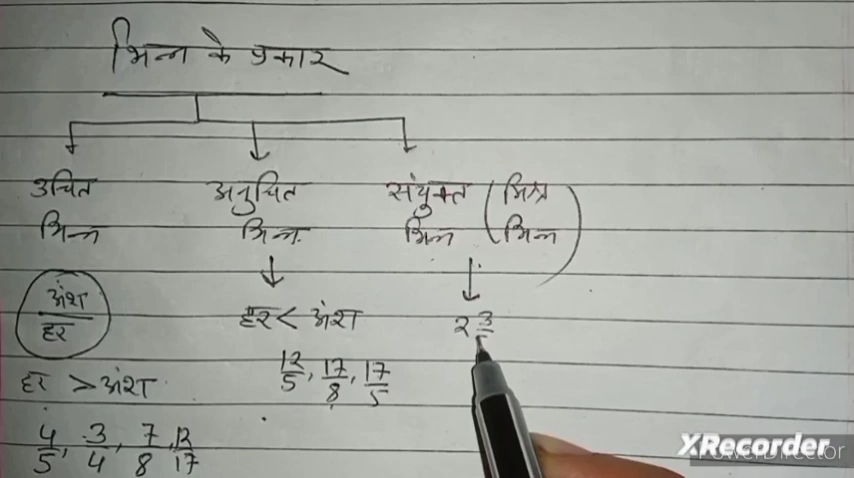 भिन्न के प्रकार
उचित
भिन्न
अनुचित
भिन्न
संयुक्त
भिन्न
(मिश्र
भिन्न)
अंश
हर
हर > अंश
4/5, 3/4, 7/8, 12/17
हर < अंश
12/5, 17/8, 17/5
2 3
XRecorder
PowerDirector